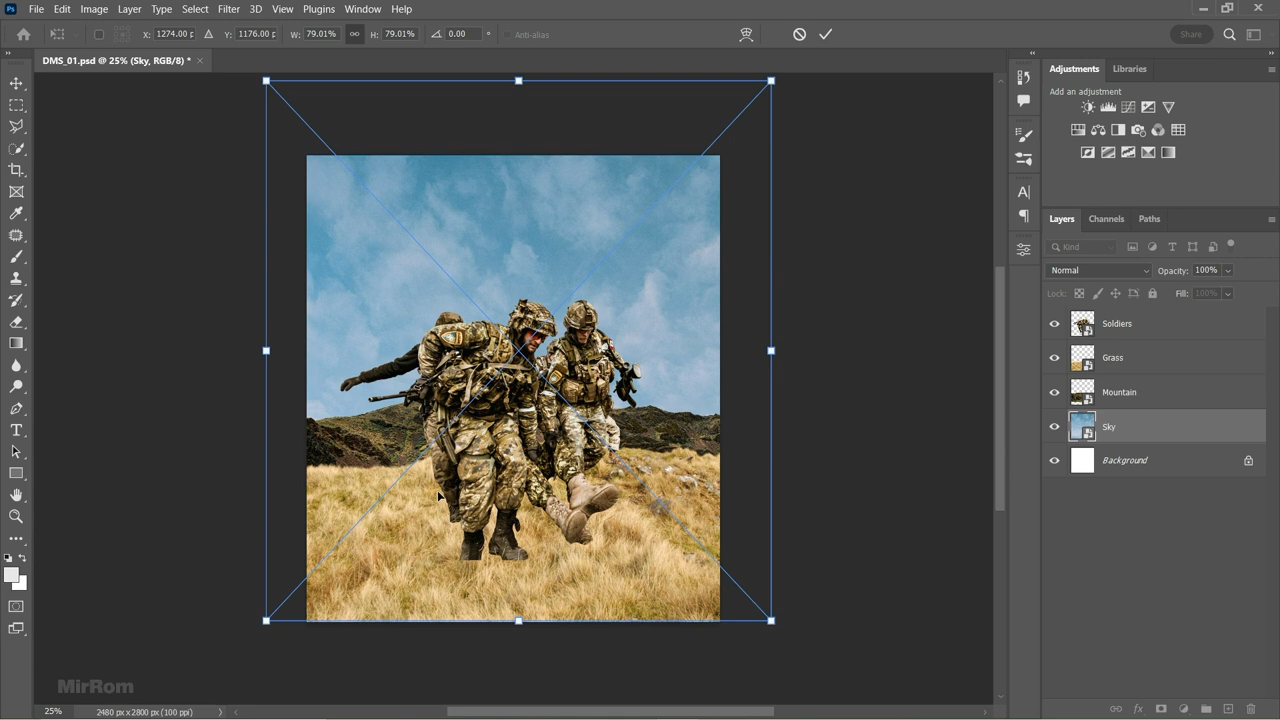 Ps File Edit Image Layer Type Select Filter 3D View Plugins Window Help
X: 1274.00 p Y: 1176.00 p W: 79.01% H: 79.01% 0.00 ° Anti-alias Share
DMS_01.psd @ 25% (Sky, RGB/8) * ×
Adjustments Libraries
Add an adjustment
Layers Channels Paths
Kind
Normal Opacity: 100%
Lock: Fill: 100%
Soldiers
Grass
Mountain
Sky
Background
MirRom
25% 2480 px x 2800 px (100 ppi)